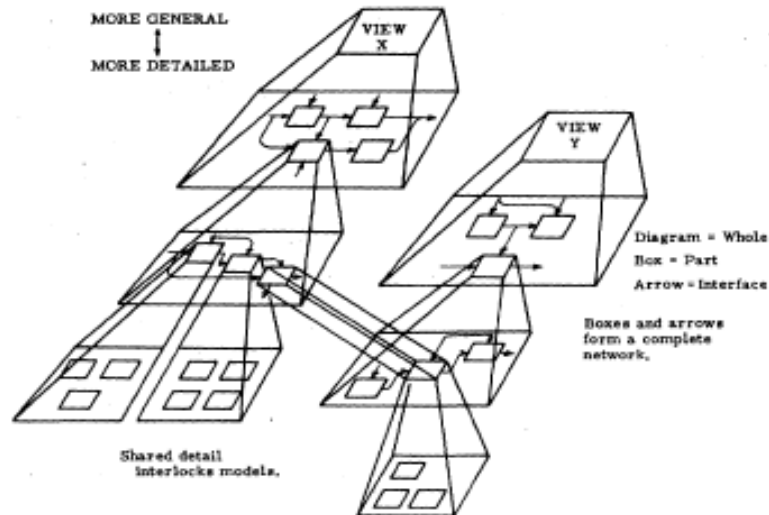 MORE GENERAL
MORE DETAILED
VIEW
X
VIEW
Y
Diagram = Whole
Box = Part
Arrow = Interface
Boxes and arrows
form a complete
network.
Shared detail
interlocks models.